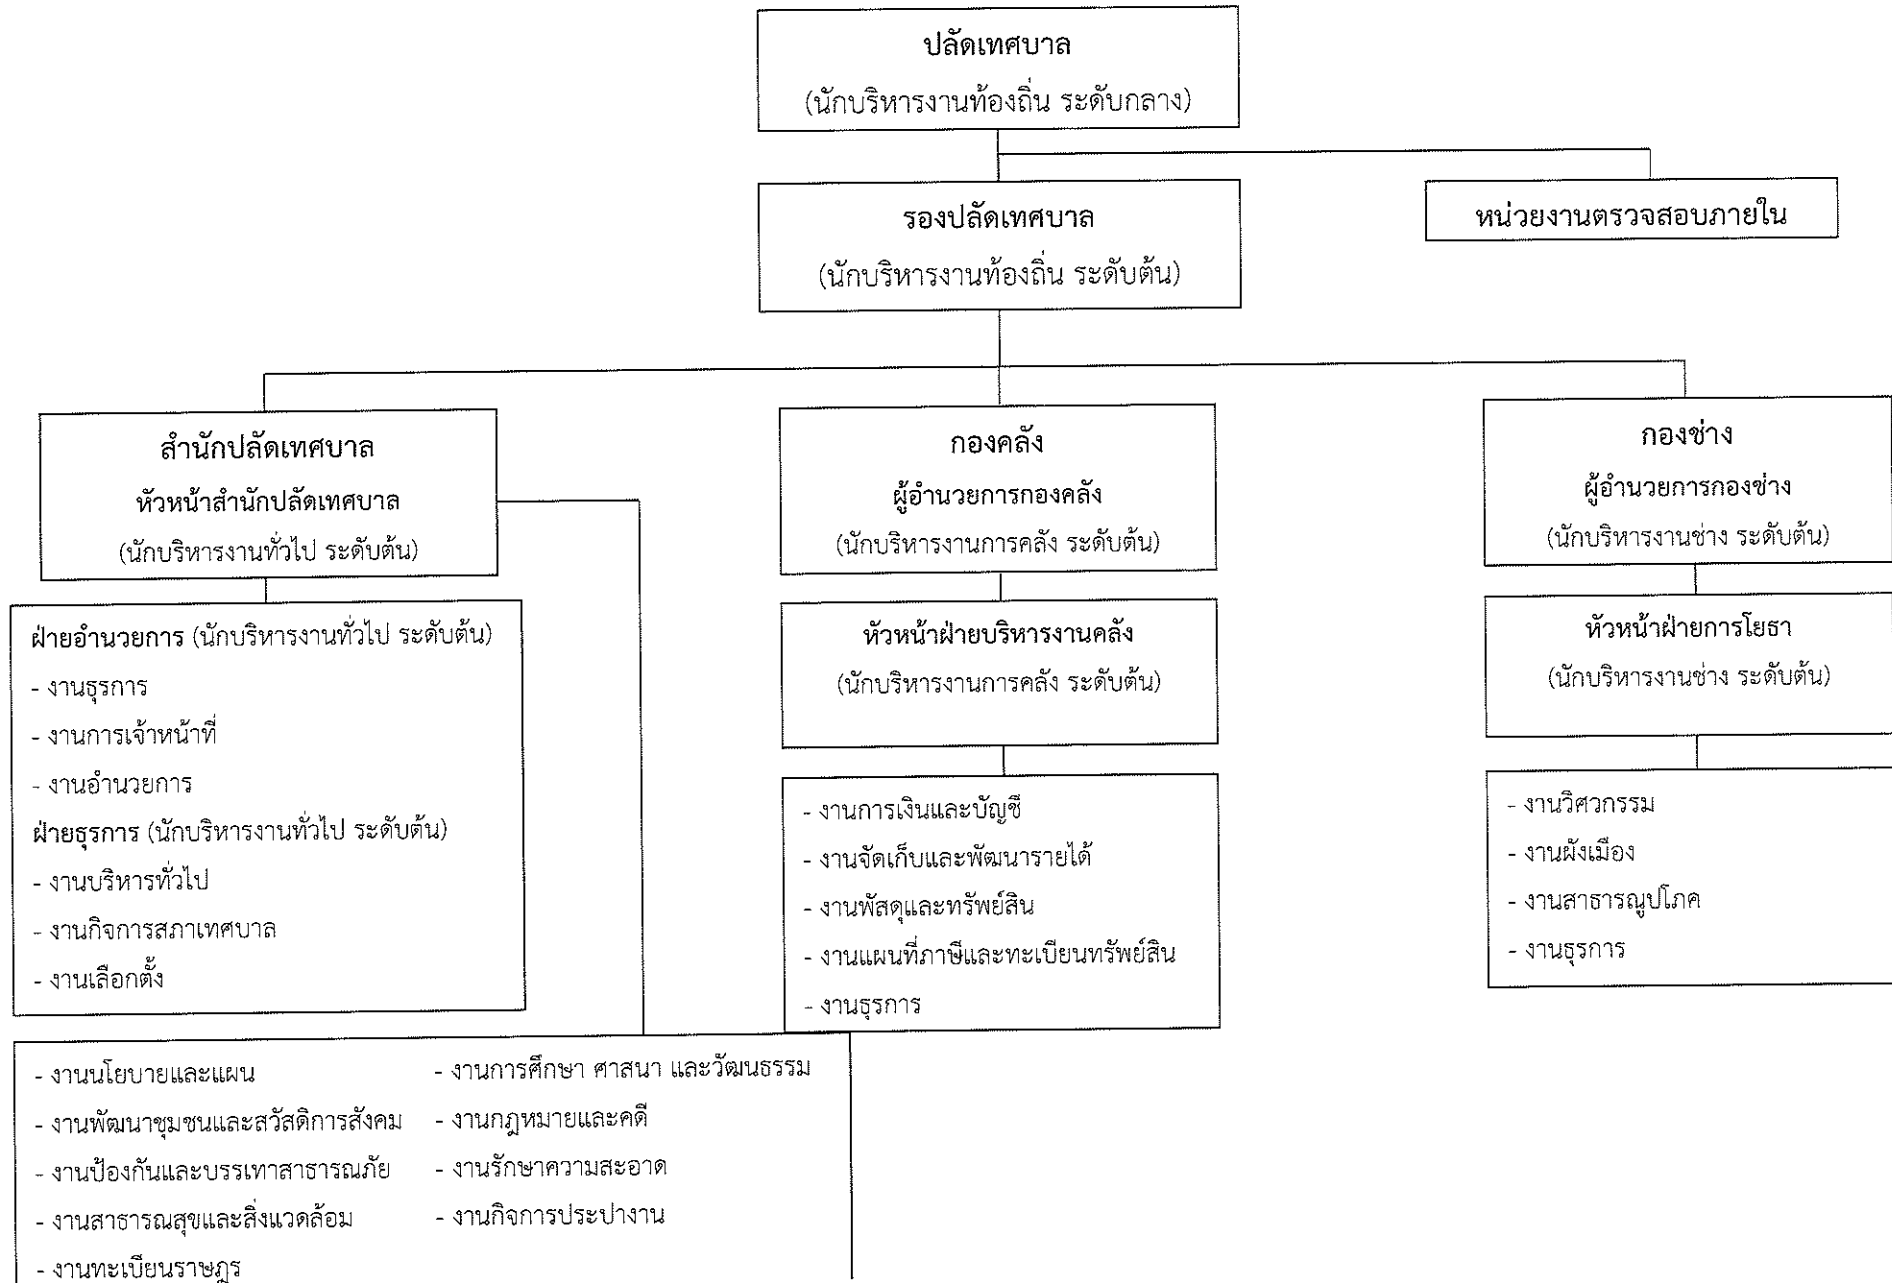 ปลัดเทศบาล
(นักบริหารงานท้องถิ่น ระดับกลาง)
รองปลัดเทศบาล
(นักบริหารงานท้องถิ่น ระดับต้น)
หน่วยงานตรวจสอบภายใน
สำนักปลัดเทศบาล
หัวหน้าสำนักปลัดเทศบาล
(นักบริหารงานทั่วไป ระดับต้น)
กองคลัง
ผู้อำนวยการกองคลัง
(นักบริหารงานการคลัง ระดับต้น)
กองช่าง
ผู้อำนวยการกองช่าง
(นักบริหารงานช่าง ระดับต้น)
ฝ่ายอำนวยการ (นักบริหารงานทั่วไป ระดับต้น)
- งานธุรการ
- งานการเจ้าหน้าที่
- งานอำนวยการ
ฝ่ายธุรการ (นักบริหารงานทั่วไป ระดับต้น)
- งานบริหารทั่วไป
- งานกิจการสภาเทศบาล
- งานเลือกตั้ง
หัวหน้าฝ่ายบริหารงานคลัง
(นักบริหารงานการคลัง ระดับต้น)
- งานการเงินและบัญชี
- งานจัดเก็บและพัฒนารายได้
- งานพัสดุและทรัพย์สิน
- งานแผนที่ภาษีและทะเบียนทรัพย์สิน
- งานธุรการ
หัวหน้าฝ่ายการโยธา
(นักบริหารงานช่าง ระดับต้น)
- งานวิศวกรรม
- งานผังเมือง
- งานสาธารณูปโภค
- งานธุรการ
- งานนโยบายและแผน
- งานพัฒนาชุมชนและสวัสดิการสังคม
- งานป้องกันและบรรเทาสาธารณภัย
- งานสาธารณสุขและสิ่งแวดล้อม
- งานทะเบียนราษฎร
- งานการศึกษา ศาสนา และวัฒนธรรม
- งานกฎหมายและคดี
- งานรักษาความสะอาด
- งานกิจการประปางาน